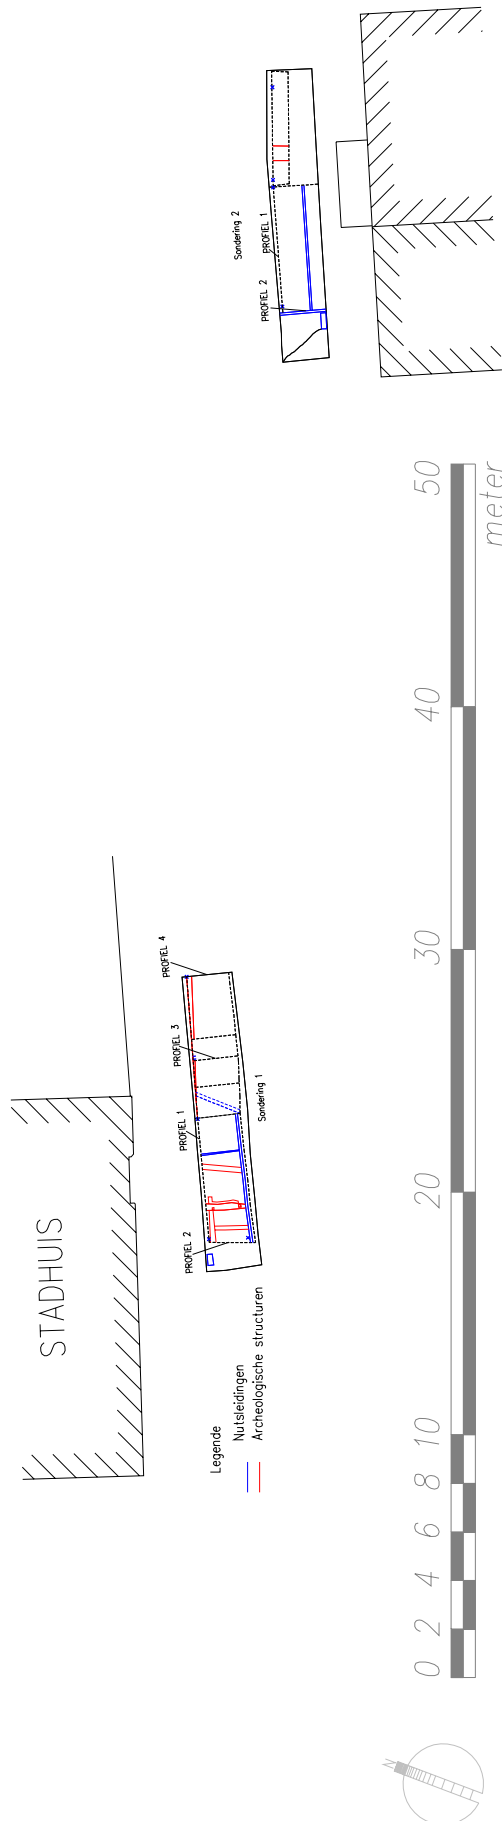 Sondering 2
PROFIEL 1
PROFIEL 2
50
meter
40
30
20
10
8
6
4
2
0
PROFIEL 4
PROFIEL 3
PROFIEL 1
PROFIEL 2
Sondering 1
STADHUIS
Legende
Nutsleidingen
Archeologische structuren
N